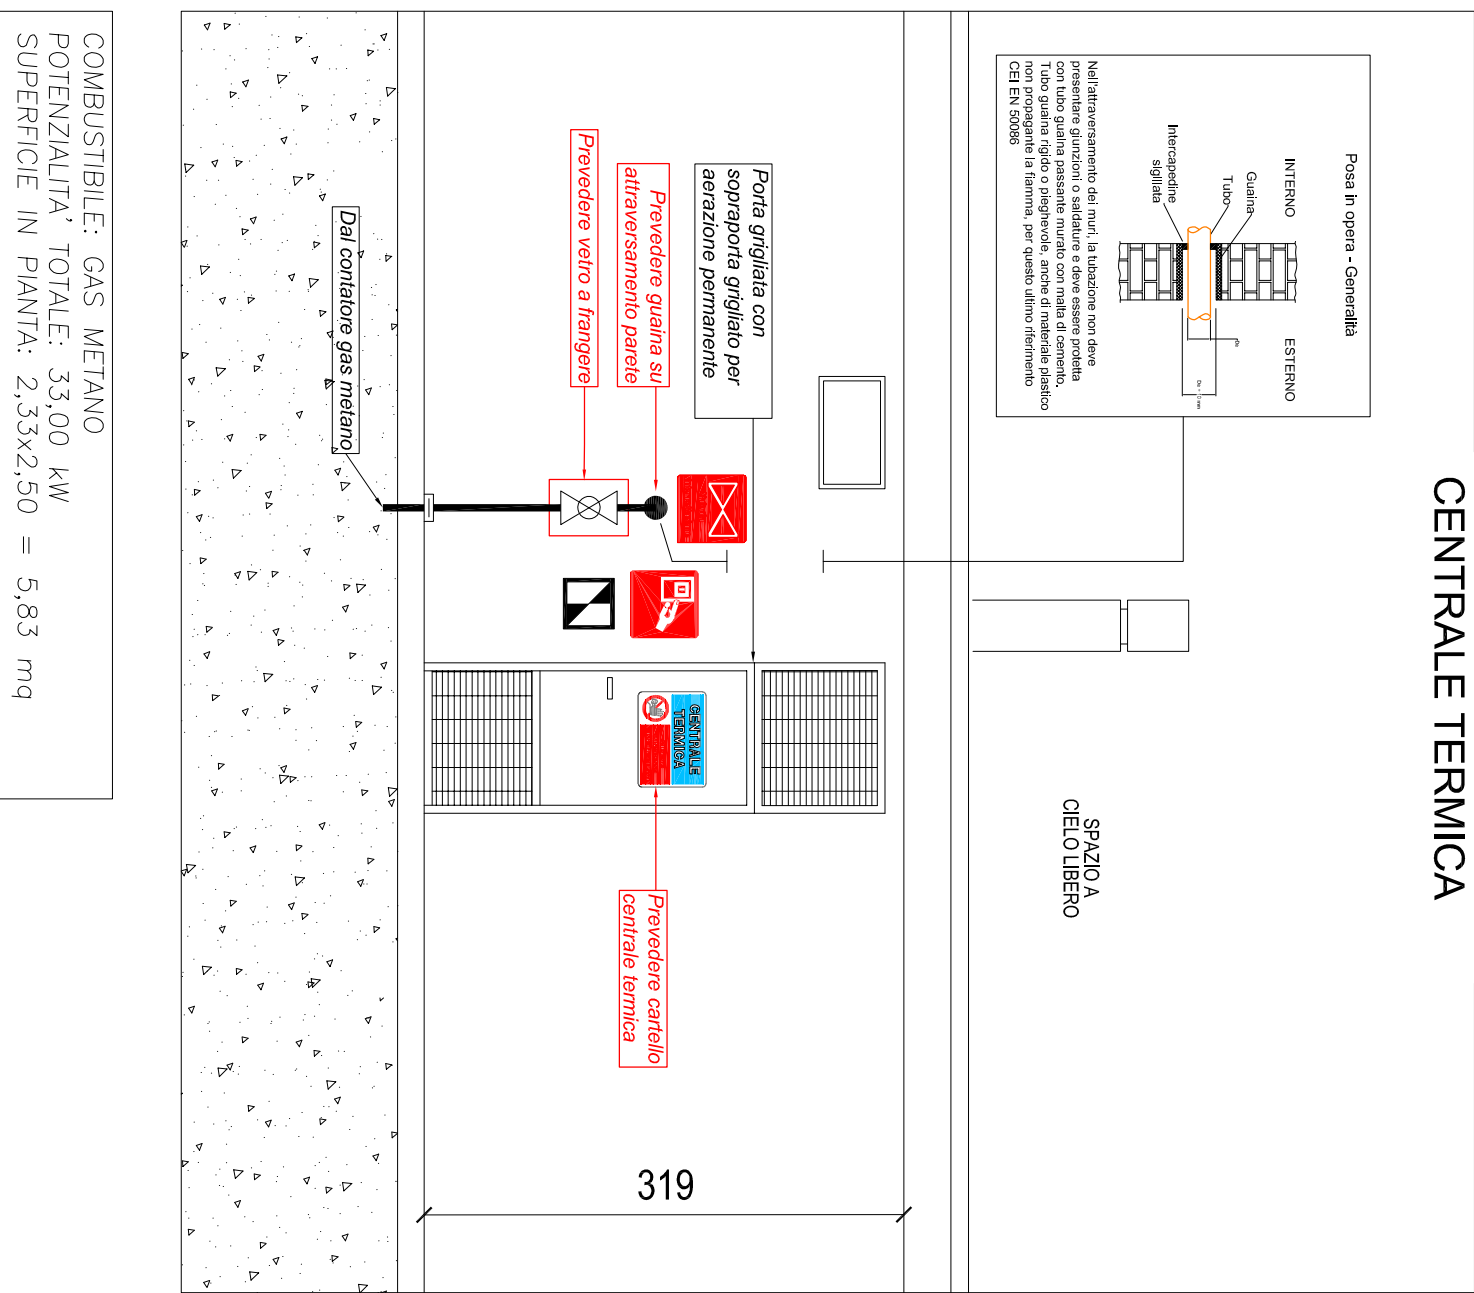 CENTRALE TERMICA
Posa in opera - Generalità
INTERNO
ESTERNO
Guaina
Tubo
Intercapedine
sigillata
Nell'attraversamento dei muri, la tubazione non deve
presentare giunzioni o saldature e deve essere protetta
con tubo guaina passante murato con malta di cemento.
Tubo guaina rigido o pieghevole, anche di materiale plastico
non propagante la fiamma, per questo ultimo riferimento
CEI EN 50086
SPAZIO A
CIELO LIBERO
Porta grigliata con
sopraporta grigliato per
aerazione permanente
Prevedere guaina su
attraversamento parete
Prevedere vetro a frangere
CENTRALE
TERMICA
Prevedere cartello
centrale termica
319
Dal contatore gas metano
COMBUSTIBILE: GAS METANO
POTENZIALITA' TOTALE: 33,00 kW
SUPERFICIE IN PIANTA: 2,33x2,50 = 5,83 mq